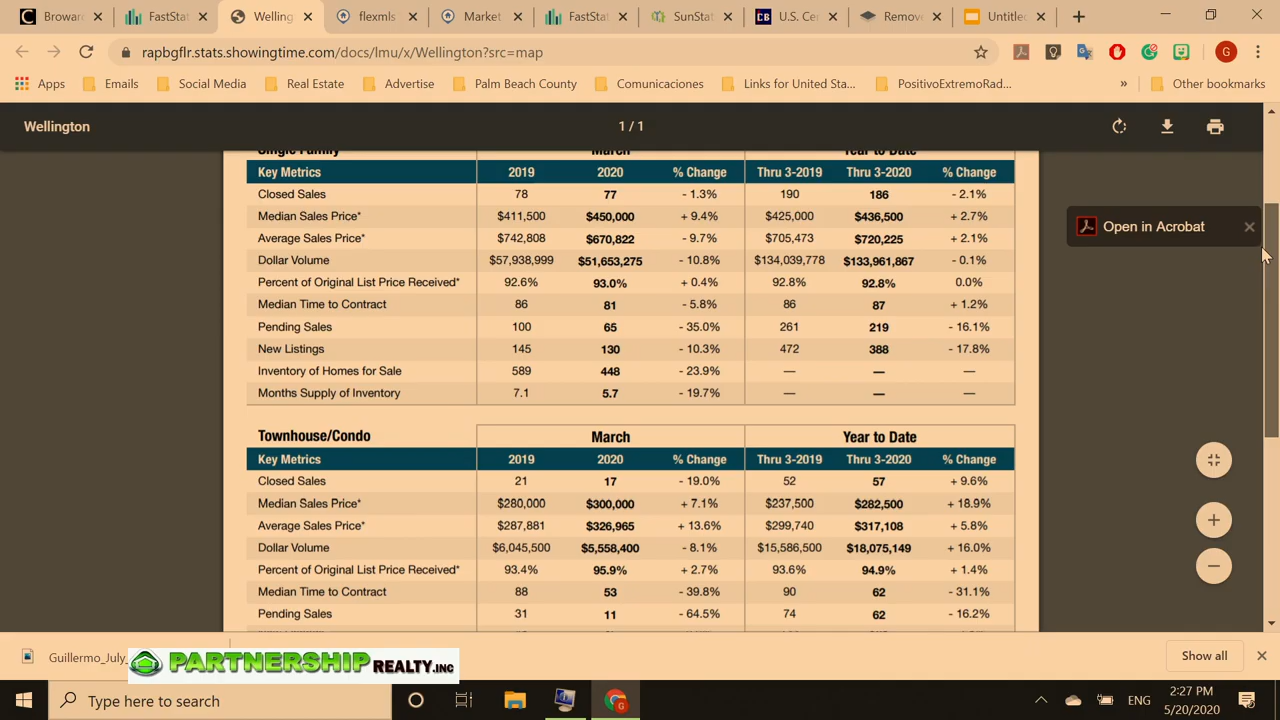 Browar
FastStat
Welling
flexmls
Market
FastStat
SunStat
U.S. Cer
Remove
Untitled
rapbgflr.stats.showingtime.com/docs/lmu/x/Wellington?src=map
Apps Emails Social Media Real Estate Advertise Palm Beach County Comunicaciones Links for United Sta... PositivoExtremoRad... » Other bookmarks
Wellington 1 / 1
Single Family March Year to Date
Key Metrics 2019 2020 % Change Thru 3-2019 Thru 3-2020 % Change
Closed Sales 78 77 - 1.3% 190 186 - 2.1%
Median Sales Price* $411,500 $450,000 + 9.4% $425,000 $436,500 + 2.7%
Average Sales Price* $742,808 $670,822 - 9.7% $705,473 $720,225 + 2.1%
Dollar Volume $57,938,999 $51,653,275 - 10.8% $134,039,778 $133,961,867 - 0.1%
Percent of Original List Price Received* 92.6% 93.0% + 0.4% 92.8% 92.8% 0.0%
Median Time to Contract 86 81 - 5.8% 86 87 + 1.2%
Pending Sales 100 65 - 35.0% 261 219 - 16.1%
New Listings 145 130 - 10.3% 472 388 - 17.8%
Inventory of Homes for Sale 589 448 - 23.9% — — —
Months Supply of Inventory 7.1 5.7 - 19.7% — — —
Open in Acrobat
Townhouse/Condo March Year to Date
Key Metrics 2019 2020 % Change Thru 3-2019 Thru 3-2020 % Change
Closed Sales 21 17 - 19.0% 52 57 + 9.6%
Median Sales Price* $280,000 $300,000 + 7.1% $237,500 $282,500 + 18.9%
Average Sales Price* $287,881 $326,965 + 13.6% $299,740 $317,108 + 5.8%
Dollar Volume $6,045,500 $5,558,400 - 8.1% $15,586,500 $18,075,149 + 16.0%
Percent of Original List Price Received* 93.4% 95.9% + 2.7% 93.6% 94.9% + 1.4%
Median Time to Contract 88 53 - 39.8% 90 62 - 31.1%
Pending Sales 31 11 - 64.5% 74 62 - 16.2%
Guillermo_July
Show all
PARTNERSHIP REALTY.INC
Type here to search
ENG
2:27 PM
5/20/2020